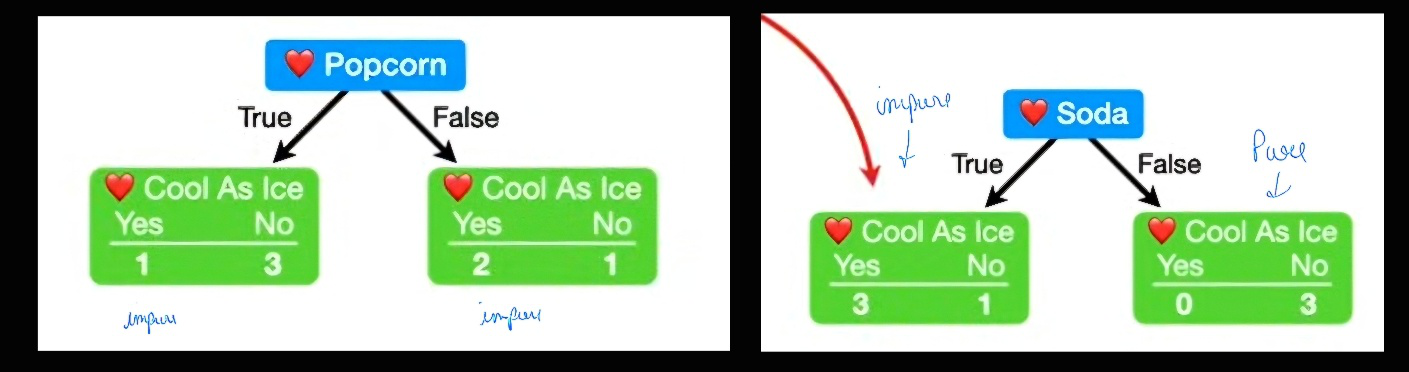 ❤️ Popcorn
True False
❤️ Cool As Ice
Yes No
1 3
impure
❤️ Cool As Ice
Yes No
2 1
impure
impure
❤️ Soda
Pure
True False
❤️ Cool As Ice
Yes No
3 1
❤️ Cool As Ice
Yes No
0 3